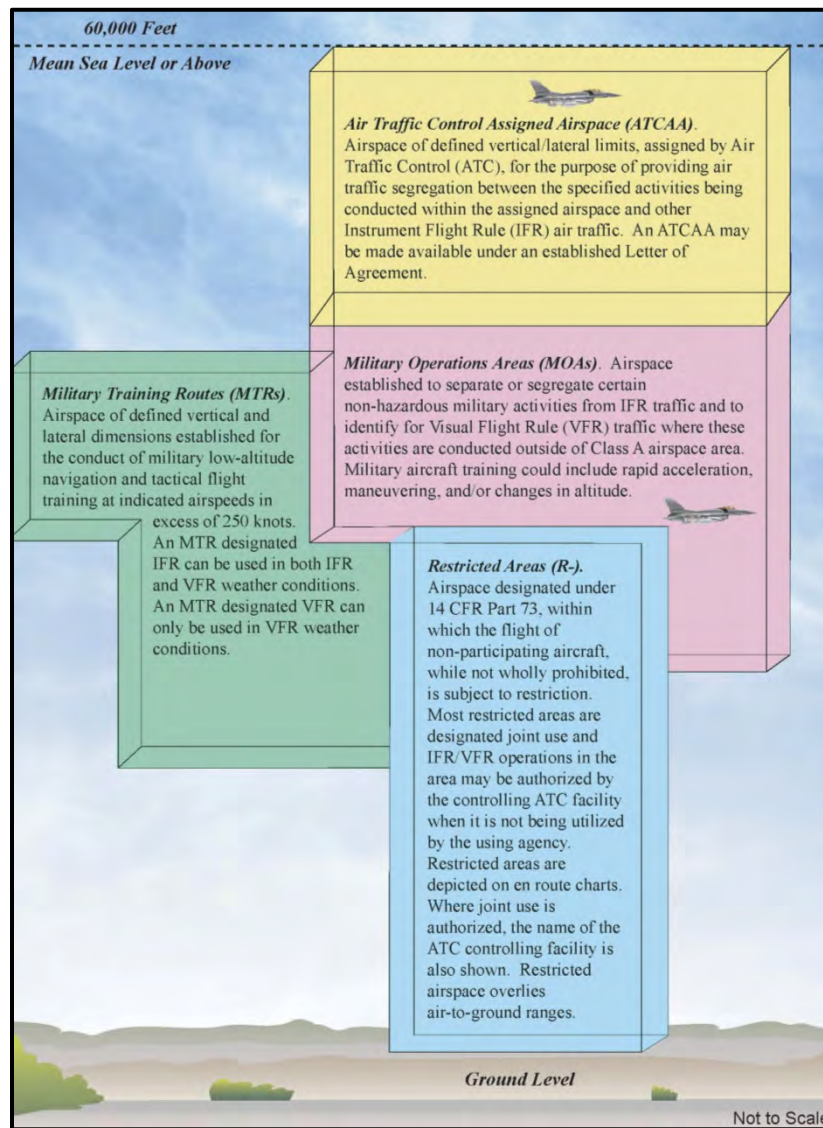 60,000 Feet
Mean Sea Level or Above
Air Traffic Control Assigned Airspace (ATCAA).
Airspace of defined vertical/lateral limits, assigned by Air
Traffic Control (ATC), for the purpose of providing air
traffic segregation between the specified activities being
conducted within the assigned airspace and other
Instrument Flight Rule (IFR) air traffic. An ATCAA may
be made available under an established Letter of
Agreement.
Military Operations Areas (MOAs). Airspace
established to separate or segregate certain
non-hazardous military activities from IFR traffic and to
identify for Visual Flight Rule (VFR) traffic where these
activities are conducted outside of Class A airspace area.
Military aircraft training could include rapid acceleration,
maneuvering, and/or changes in altitude.
Military Training Routes (MTRs).
Airspace of defined vertical and
lateral dimensions established for
the conduct of military low-altitude
navigation and tactical flight
training at indicated airspeeds in
excess of 250 knots.
An MTR designated
IFR can be used in both IFR
and VFR weather conditions.
An MTR designated VFR can
only be used in VFR weather
conditions.
Restricted Areas (R-).
Airspace designated under
14 CFR Part 73, within
which the flight of
non-participating aircraft,
while not wholly prohibited,
is subject to restriction.
Most restricted areas are
designated joint use and
IFR/VFR operations in the
area may be authorized by
the controlling ATC facility
when it is not being utilized
by the using agency.
Restricted areas are
depicted on en route charts.
Where joint use is
authorized, the name of the
ATC controlling facility is
also shown. Restricted
airspace overlies
air-to-ground ranges.
Ground Level
Not to Scale